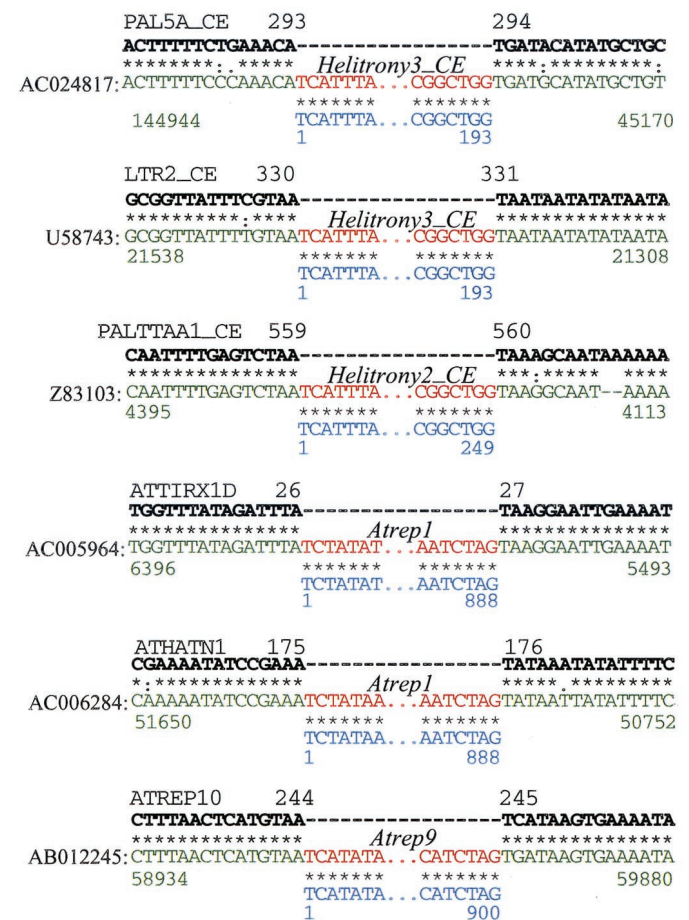 PAL5A_CE 293 294
ACTTTTTCTGAAACA--------------------TGATACATATGCTGC
********:.****** Helitrony3_CE ****:*********:
AC024817:ACTTTTTCCCAAACATCATTTA...CGGCTGGTGATGCATATGCTGT
144944 ******* ******* 45170
TCATTTA...CGGCTGG
1 193
LTR2_CE 330 331
GCGGTTATTTCGTAA--------------------TAATAATATATAATA
**********:**** Helitrony3_CE ***************
U58743:GCGGTTATTTTGTAATCATTTA...CGGCTGGTAATAATATATAATA
21538 ******* ******* 21308
TCATTTA...CGGCTGG
1 193
PALTTAA1_CE 559 560
CAATTTTGAGTCTAA--------------------TAAAGCAATAAAAAA
*************** Helitrony2_CE ***:***** ****
Z83103:CAATTTTGAGTCTAATCATTTA...CGGCTGGTAAGGCAAT--AAAA
4395 ******* ******* 4113
TCATTTA...CGGCTGG
1 249
ATTIRX1D 26 27
TGGTTTATAGATTTA--------------------TAAGGAATTGAAAAT
*************** Atrep1 ***************
AC005964:TGGTTTATAGATTTATCTATAT...AATCTAGTAAGGAATTGAAAAT
6396 ******* ******* 5493
TCTATAT...AATCTAG
1 888
ATHATN1 175 176
CGAAAATATCCGAAA--------------------TATAAATATATTTTC
*:************* Atrep1 *****.*********
AC006284:CAAAAATATCCGAAATCTATAA...AATCTAGTATAATTATATTTTC
51650 ******* ******* 50752
TCTATAA...AATCTAG
1 888
ATREP10 244 245
CTTTAACTCATGTAA--------------------TCATAAGTGAAAATA
*************** Atrep9 ***************
AB012245:CTTTAACTCATGTAATCATATA...CATCTAGTGATAAGTGAAAATA
58934 ******* ******* 59880
TCATATA...CATCTAG
1 900